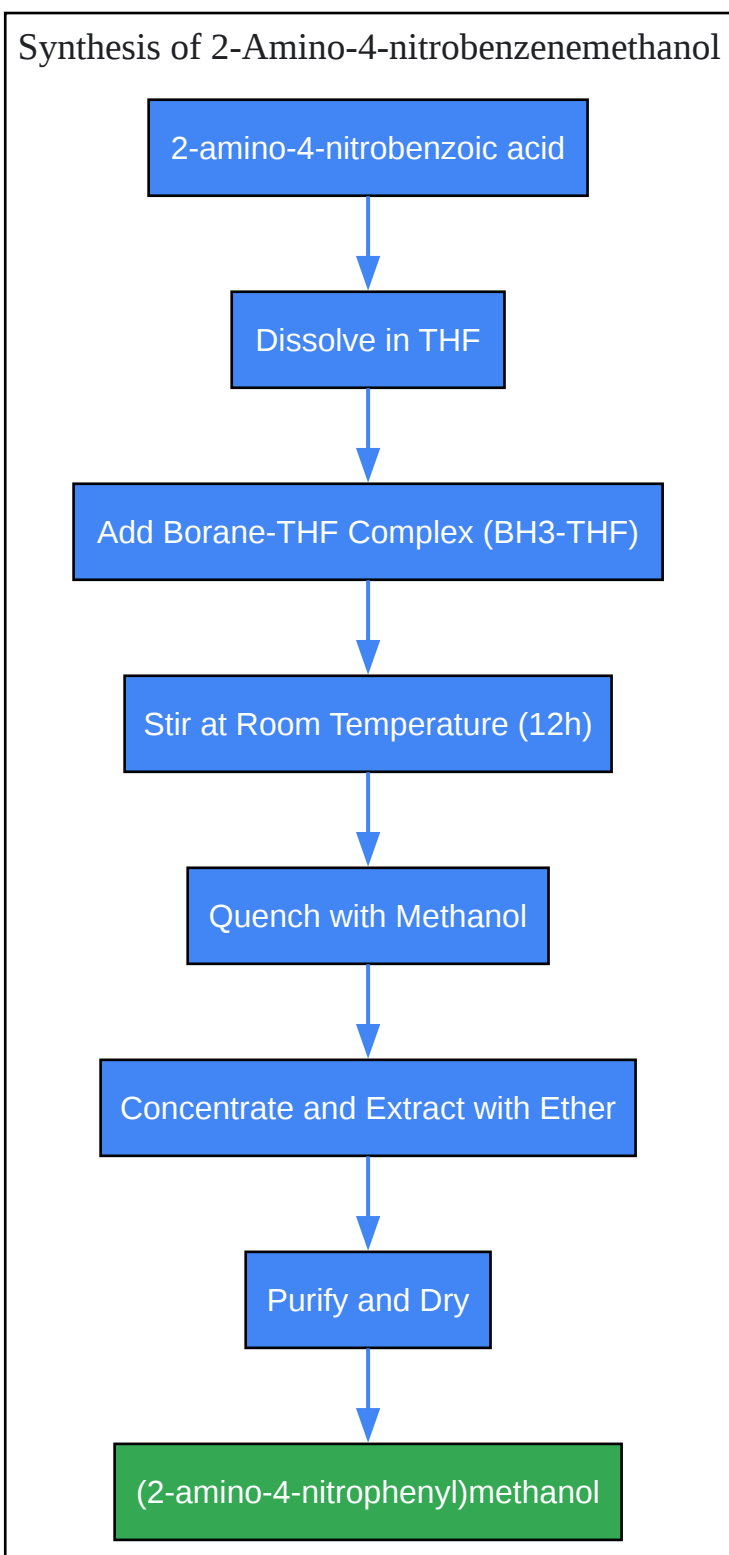 Synthesis of 2-Amino-4-nitrobenzenemethanol
2-amino-4-nitrobenzoic acid
Dissolve in THF
Add Borane-THF Complex (BH3-THF)
Stir at Room Temperature (12h)
Quench with Methanol
Concentrate and Extract with Ether
Purify and Dry
(2-amino-4-nitrophenyl)methanol